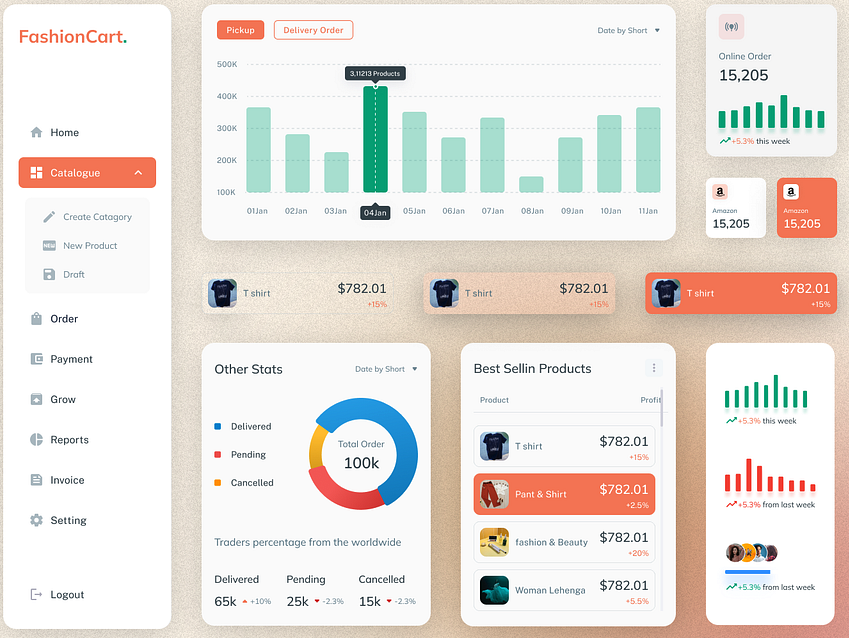 FashionCart.
Home
Catalogue
Create Catagory
NEW
New Product
Draft
Order
Payment
Grow
Reports
Invoice
Setting
Logout
Pickup
Delivery Order
Date by Short
500K
400K
300K
200K
100K
3,11213 Products
01Jan
02Jan
03Jan
04Jan
05Jan
06Jan
07Jan
08Jan
09Jan
10Jan
11Jan
Online Order
15,205
+5.3% this week
a
Amazon
15,205
a
Amazon
15,205
T shirt
$782.01
+15%
T shirt
$782.01
+15%
T shirt
$782.01
+15%
Other Stats
Date by Short
Delivered
Pending
Cancelled
Total Order
100k
Traders percentage from the worldwide
Delivered
Pending
Cancelled
65k +10%
25k -2.3%
15k -2.3%
Best Sellin Products
Product
Profit
T shirt
$782.01
+15%
Pant & Shirt
$782.01
+2.5%
fashion & Beauty
$782.01
+20%
Woman Lehenga
$782.01
+5.5%
+5.3% this week
+5.3% from last week
+5.3% from last week